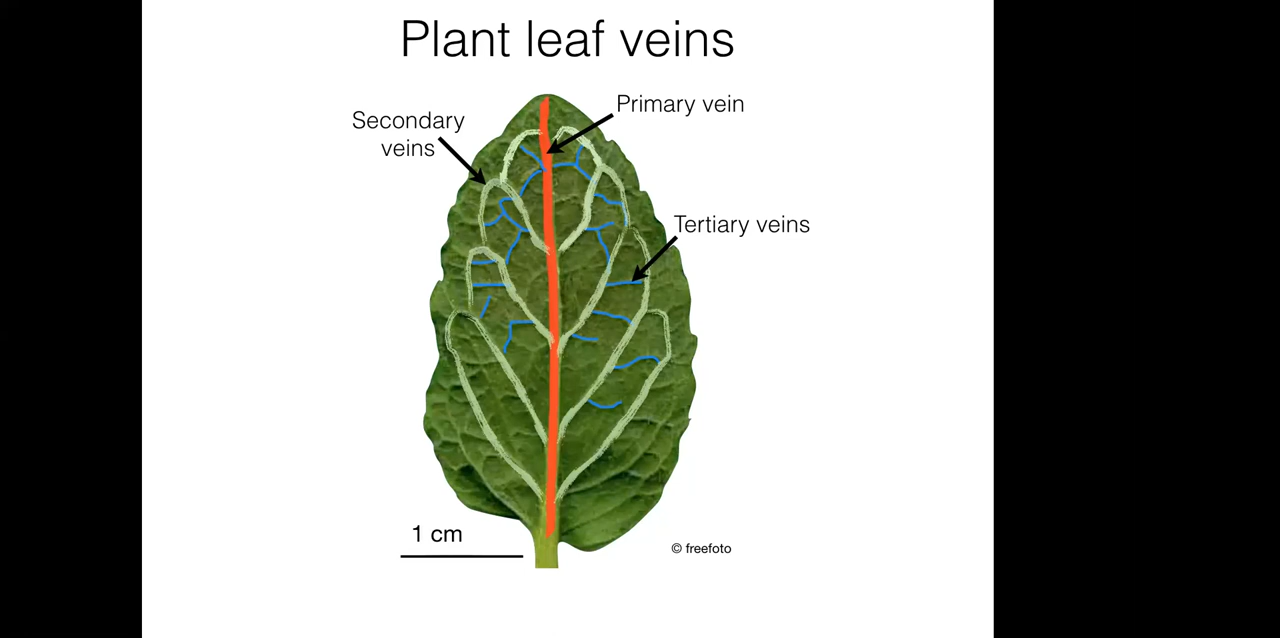 Plant leaf veins
Primary vein
Secondary
veins
Tertiary veins
1 cm
© freefoto